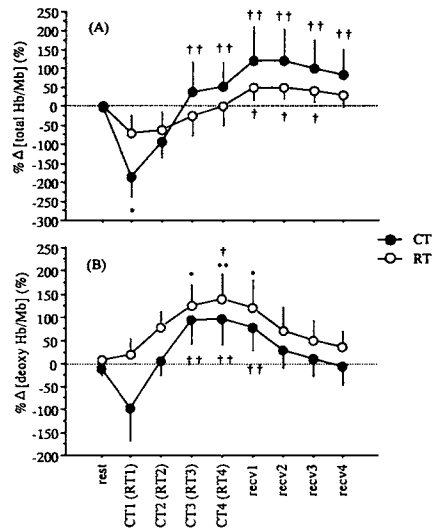 (A)
% Δ [total Hb/Mb] (%)
250
200
150
100
50
0
-50
-100
-150
-200
-250
-300
†† †† †† †† †† ††
† † †
•
CT
RT
(B)
% Δ [deoxy Hb/Mb] (%)
250
200
150
100
50
0
-50
-100
-150
200
†
• •• •
†† †† ††
rest
CT1 (RT1)
CT2 (RT2)
CT3 (RT3)
CT4 (RT4)
recv1
recv2
recv3
recv4